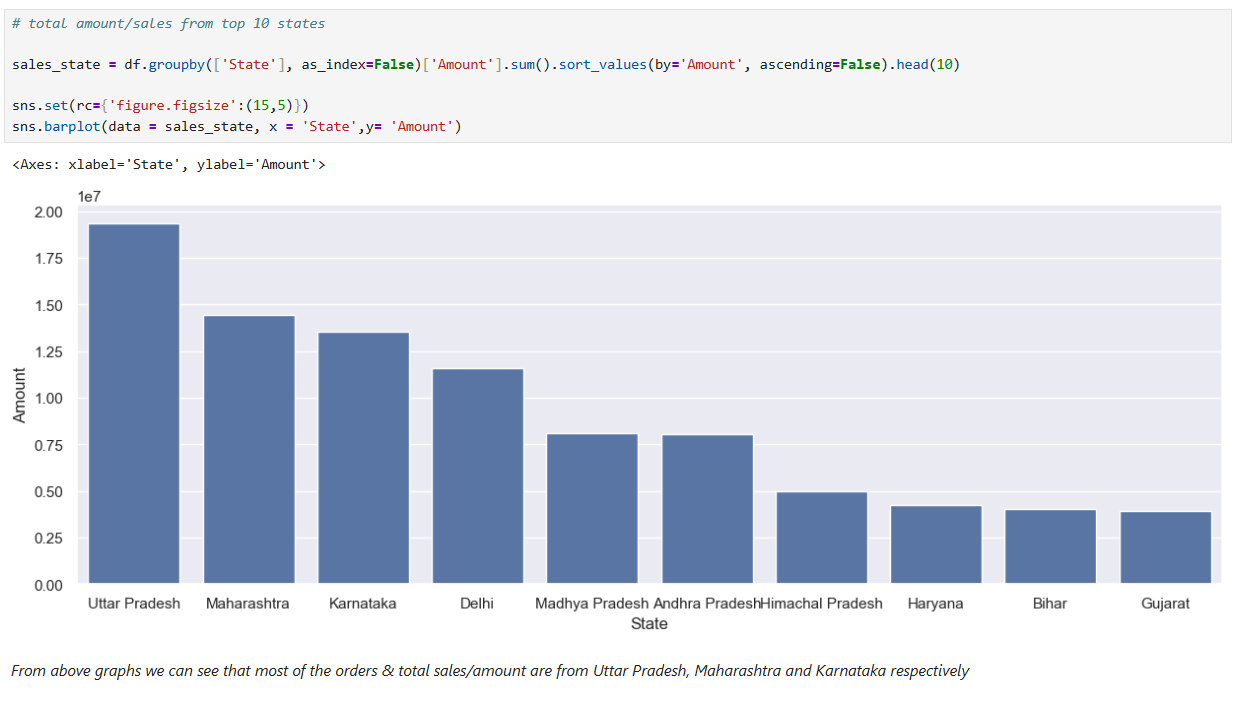 # total amount/sales from top 10 states
sales_state = df.groupby(['State'], as_index=False)['Amount'].sum().sort_values(by='Amount', ascending=False).head(10)
sns.set(rc={'figure.figsize':(15,5)})
sns.barplot(data = sales_state, x = 'State',y= 'Amount')
<Axes: xlabel='State', ylabel='Amount'>
1e7
2.00
1.75
1.50
1.25
1.00
0.75
0.50
0.25
0.00
Amount
Uttar Pradesh Maharashtra Karnataka Delhi Madhya Pradesh Andhra Pradesh Himachal Pradesh Haryana Bihar Gujarat
State
From above graphs we can see that most of the orders & total sales/amount are from Uttar Pradesh, Maharashtra and Karnataka respectively